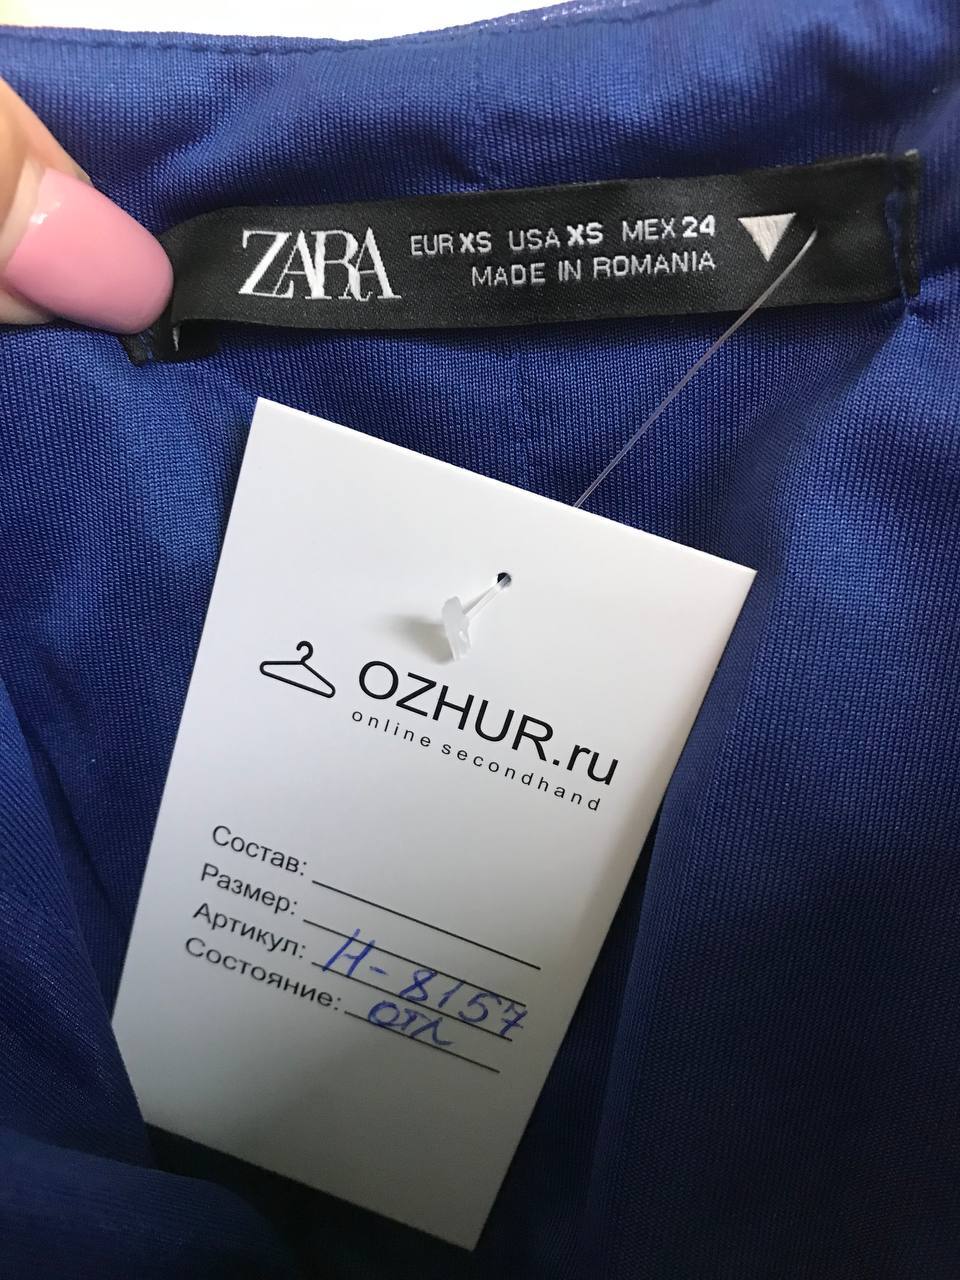 ZARA
EUR XS USA XS MEX 24
MADE IN ROMANIA
OZHUR.ru
online secondhand
Состав:
Размер:
Артикул: Н-8157
Состояние: отл